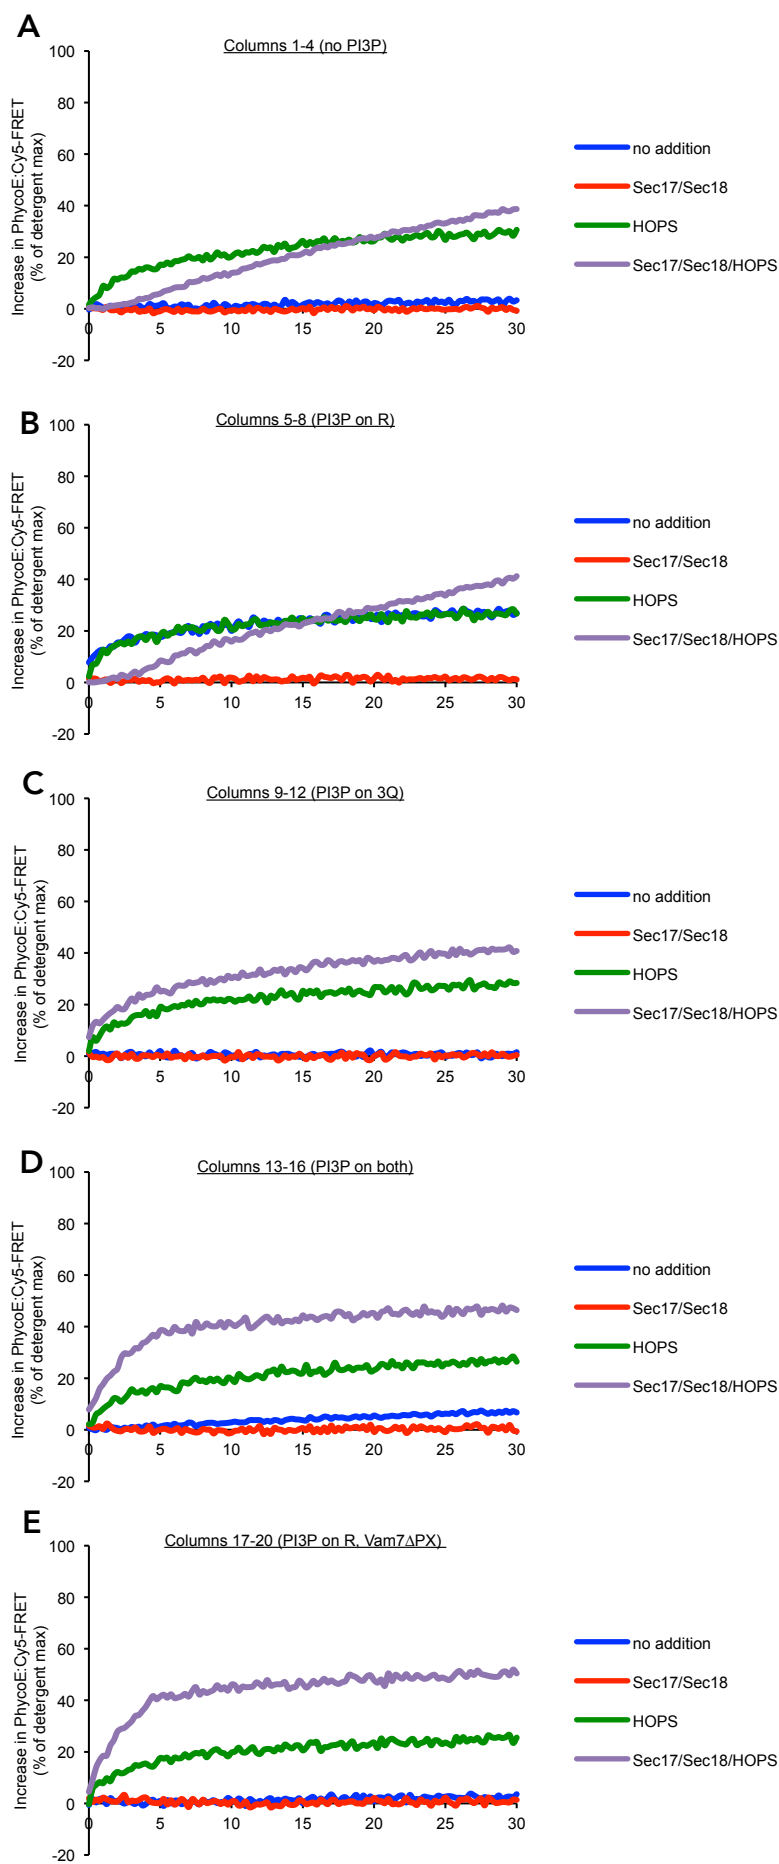 A
Columns 1-4 (no PI3P)
Increase in PhycoE:Cy5-FRET
(% of detergent max)
100
80
60
40
20
0
-20
0 5 10 15 20 25 30
no addition
Sec17/Sec18
HOPS
Sec17/Sec18/HOPS
B
Columns 5-8 (PI3P on R)
Increase in PhycoE:Cy5-FRET
(% of detergent max)
100
80
60
40
20
0
-20
0 5 10 15 20 25 30
no addition
Sec17/Sec18
HOPS
Sec17/Sec18/HOPS
C
Columns 9-12 (PI3P on 3Q)
Increase in PhycoE:Cy5-FRET
(% of detergent max)
100
80
60
40
20
0
-20
0 5 10 15 20 25 30
no addition
Sec17/Sec18
HOPS
Sec17/Sec18/HOPS
D
Columns 13-16 (PI3P on both)
Increase in PhycoE:Cy5-FRET
(% of detergent max)
100
80
60
40
20
0
-20
0 5 10 15 20 25 30
no addition
Sec17/Sec18
HOPS
Sec17/Sec18/HOPS
E
Columns 17-20 (PI3P on R, Vam7ΔPX)
Increase in PhycoE:Cy5-FRET
(% of detergent max)
100
80
60
40
20
0
-20
0 5 10 15 20 25 30
no addition
Sec17/Sec18
HOPS
Sec17/Sec18/HOPS